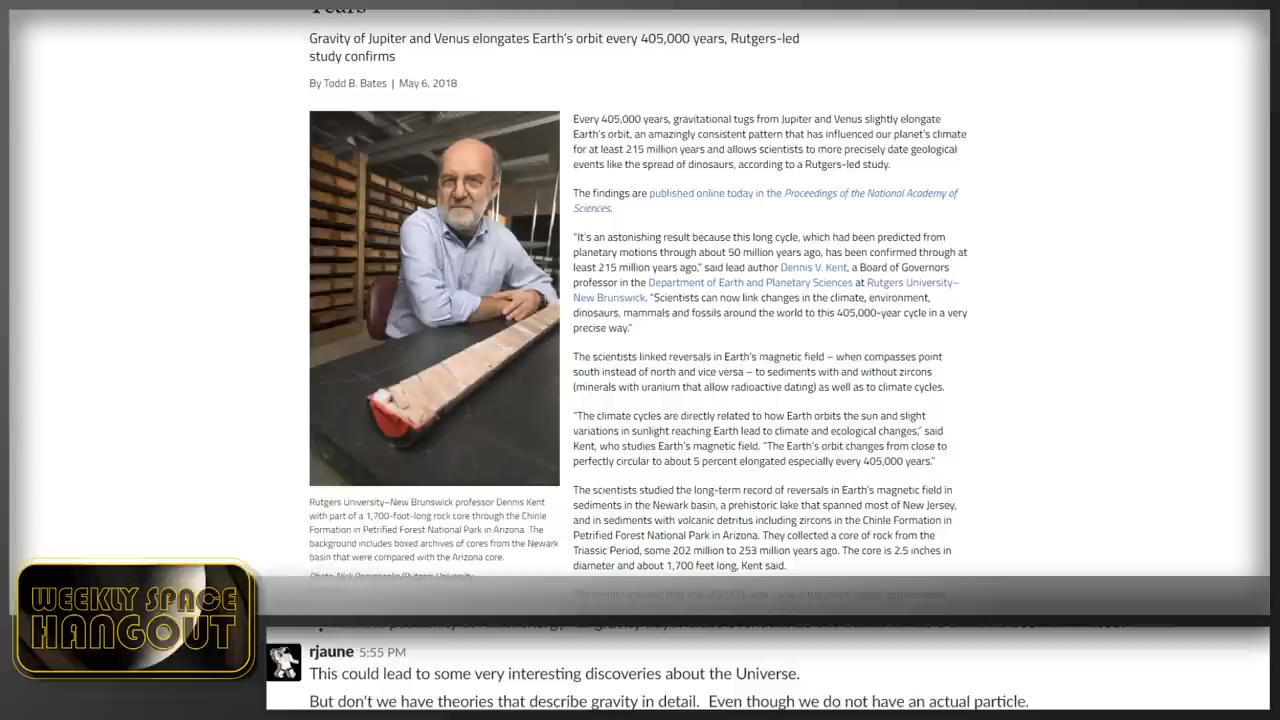 Years
Gravity of Jupiter and Venus elongates Earth's orbit every 405,000 years, Rutgers-led
study confirms
By Todd B. Bates | May 6, 2018
Every 405,000 years, gravitational tugs from Jupiter and Venus slightly elongate
Earth's orbit, an amazingly consistent pattern that has influenced our planet's climate
for at least 215 million years and allows scientists to more precisely date geological
events like the spread of dinosaurs, according to a Rutgers-led study.
The findings are published online today in the Proceedings of the National Academy of
Sciences.
"It's an astonishing result because this long cycle, which had been predicted from
planetary motions through about 50 million years ago, has been confirmed through at
least 215 million years ago," said lead author Dennis V. Kent, a Board of Governors
professor in the Department of Earth and Planetary Sciences at Rutgers University–
New Brunswick. "Scientists can now link changes in the climate, environment,
dinosaurs, mammals and fossils around the world to this 405,000-year cycle in a very
precise way."
The scientists linked reversals in Earth's magnetic field – when compasses point
south instead of north and vice versa – to sediments with and without zircons
(minerals with uranium that allow radioactive dating) as well as to climate cycles.
"The climate cycles are directly related to how Earth orbits the sun and slight
variations in sunlight reaching Earth lead to climate and ecological changes," said
Kent, who studies Earth's magnetic field. "The Earth's orbit changes from close to
perfectly circular to about 5 percent elongated especially every 405,000 years."
The scientists studied the long-term record of reversals in Earth's magnetic field in
sediments in the Newark basin, a prehistoric lake that spanned most of New Jersey,
and in sediments with volcanic detritus including zircons in the Chinle Formation in
Petrified Forest National Park in Arizona. They collected a core of rock from the
Triassic Period, some 202 million to 253 million years ago. The core is 2.5 inches in
diameter and about 1,700 feet long, Kent said.
Rutgers University–New Brunswick professor Dennis Kent
with part of a 1,700-foot-long rock core through the Chinle
Formation in Petrified Forest National Park in Arizona. The
background includes boxed archives of cores from the Newark
basin that were compared with the Arizona core.
WEEKLY SPACE
HANGOUT
rjaune 5:55 PM
This could lead to some very interesting discoveries about the Universe.
But don't we have theories that describe gravity in detail. Even though we do not have an actual particle.